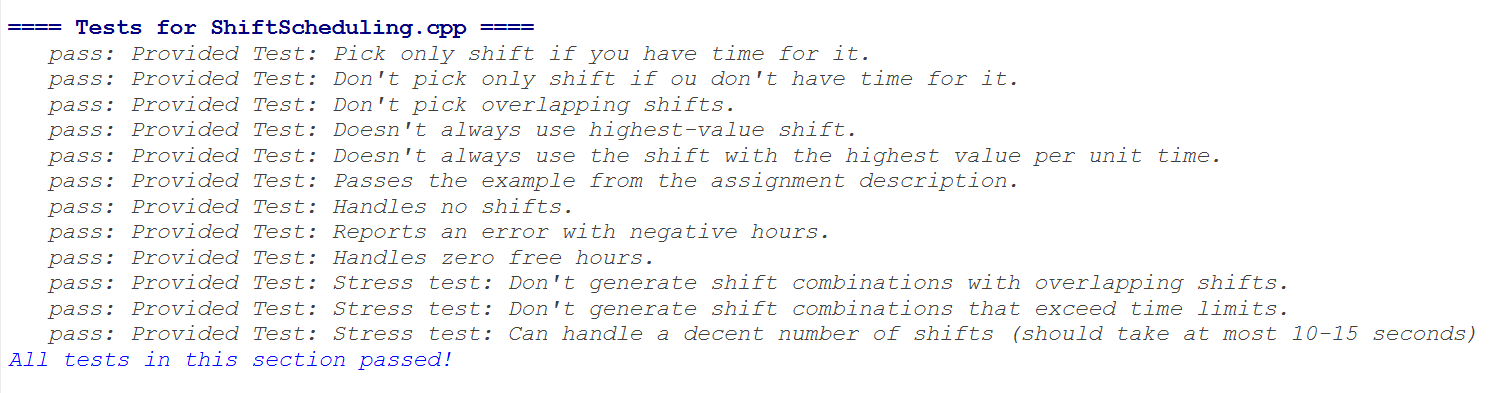 ==== Tests for ShiftScheduling.cpp ====
pass: Provided Test: Pick only shift if you have time for it.
pass: Provided Test: Don't pick only shift if ou don't have time for it.
pass: Provided Test: Don't pick overlapping shifts.
pass: Provided Test: Doesn't always use highest-value shift.
pass: Provided Test: Doesn't always use the shift with the highest value per unit time.
pass: Provided Test: Passes the example from the assignment description.
pass: Provided Test: Handles no shifts.
pass: Provided Test: Reports an error with negative hours.
pass: Provided Test: Handles zero free hours.
pass: Provided Test: Stress test: Don't generate shift combinations with overlapping shifts.
pass: Provided Test: Stress test: Don't generate shift combinations that exceed time limits.
pass: Provided Test: Stress test: Can handle a decent number of shifts (should take at most 10-15 seconds)
All tests in this section passed!